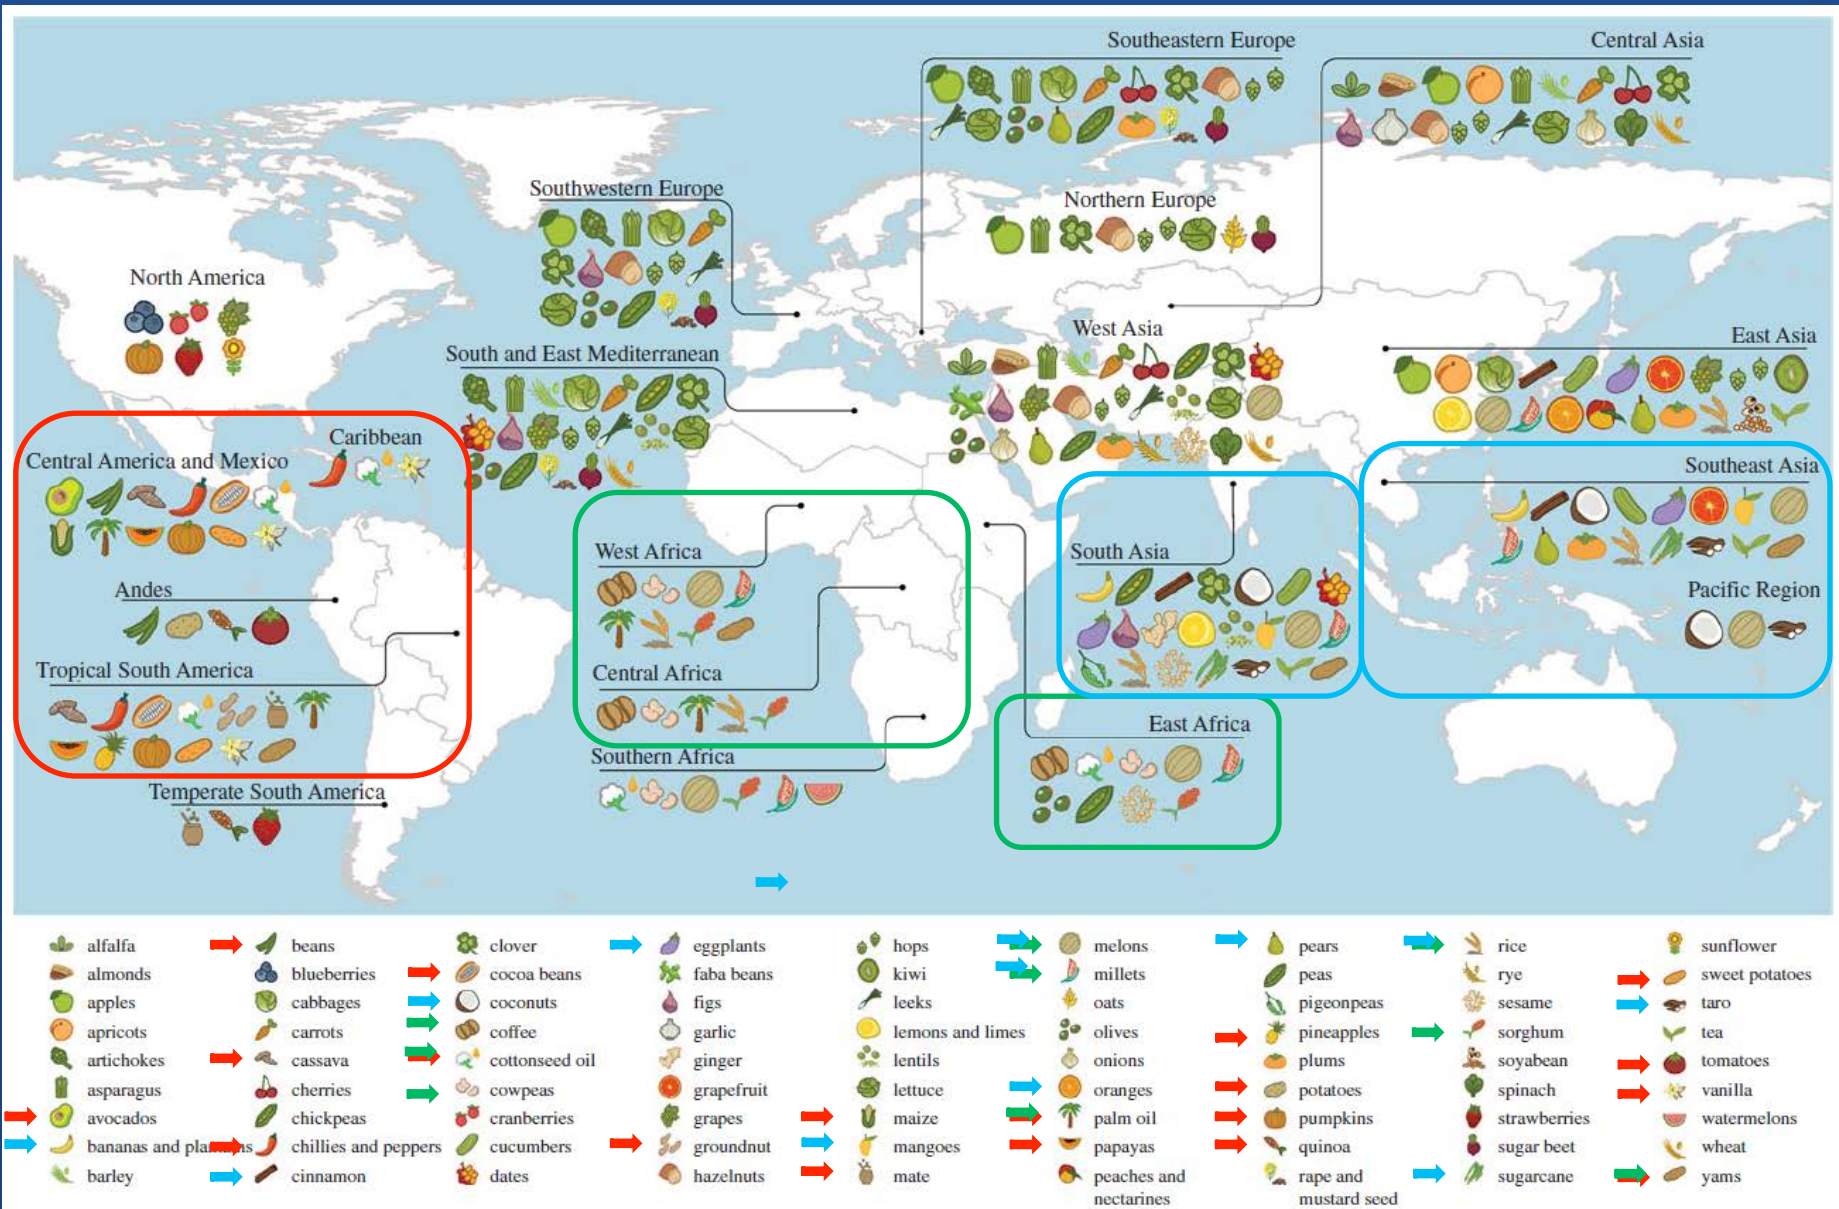 Southeastern Europe
Central Asia
Southwestern Europe
Northern Europe
North America
West Asia
East Asia
South and East Mediterranean
Caribbean
Central America and Mexico
Southeast Asia
West Africa
South Asia
Andes
Pacific Region
Tropical South America
Central Africa
East Africa
Southern Africa
Temperate South America
alfalfa
almonds
apples
apricots
artichokes
asparagus
avocados
bananas and plantains
barley
beans
blueberries
cabbages
carrots
cassava
cherries
chickpeas
chillies and peppers
cinnamon
clover
cocoa beans
coconuts
coffee
cottonseed oil
cowpeas
cranberries
cucumbers
dates
eggplants
faba beans
figs
garlic
ginger
grapefruit
grapes
groundnut
hazelnuts
hops
kiwi
leeks
lemons and limes
lentils
lettuce
maize
mangoes
mate
melons
millets
oats
olives
onions
oranges
palm oil
papayas
peaches and
nectarines
pears
peas
pigeonpeas
pineapples
plums
potatoes
pumpkins
quinoa
rape and
mustard seed
rice
rye
sesame
sorghum
soyabean
spinach
strawberries
sugar beet
sugarcane
sunflower
sweet potatoes
taro
tea
tomatoes
vanilla
watermelons
wheat
yams